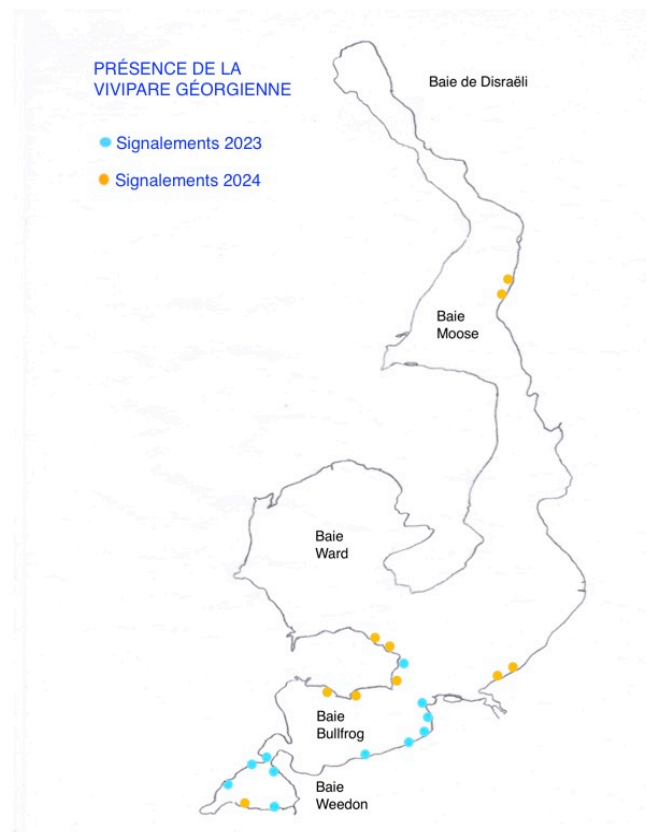 PRÉSENCE DE LA
VIVIPARE GÉORGIENNE
Signalements 2023
Signalements 2024
Baie de Disraëli
Baie
Moose
Baie
Ward
Baie
Bullfrog
Baie
Weedon